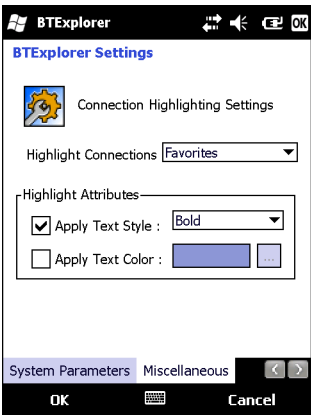 BTExplorer OK
BTExplorer Settings
Connection Highlighting Settings
Highlight Connections Favorites
Highlight Attributes
Apply Text Style : Bold
Apply Text Color : ...
System Parameters Miscellaneous
OK Cancel